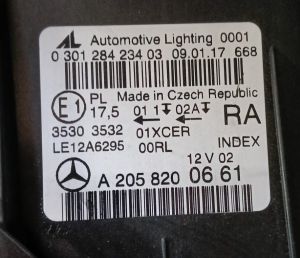 AL Automotive Lighting 0001
0 301 284 234 03 09.01.17 668
E1 PL Made in Czech Republic
17,5 01 1 02A RA
3530 3532 01XCER
LE12A6295 00RL INDEX
12 V 02
A 205 820 06 61